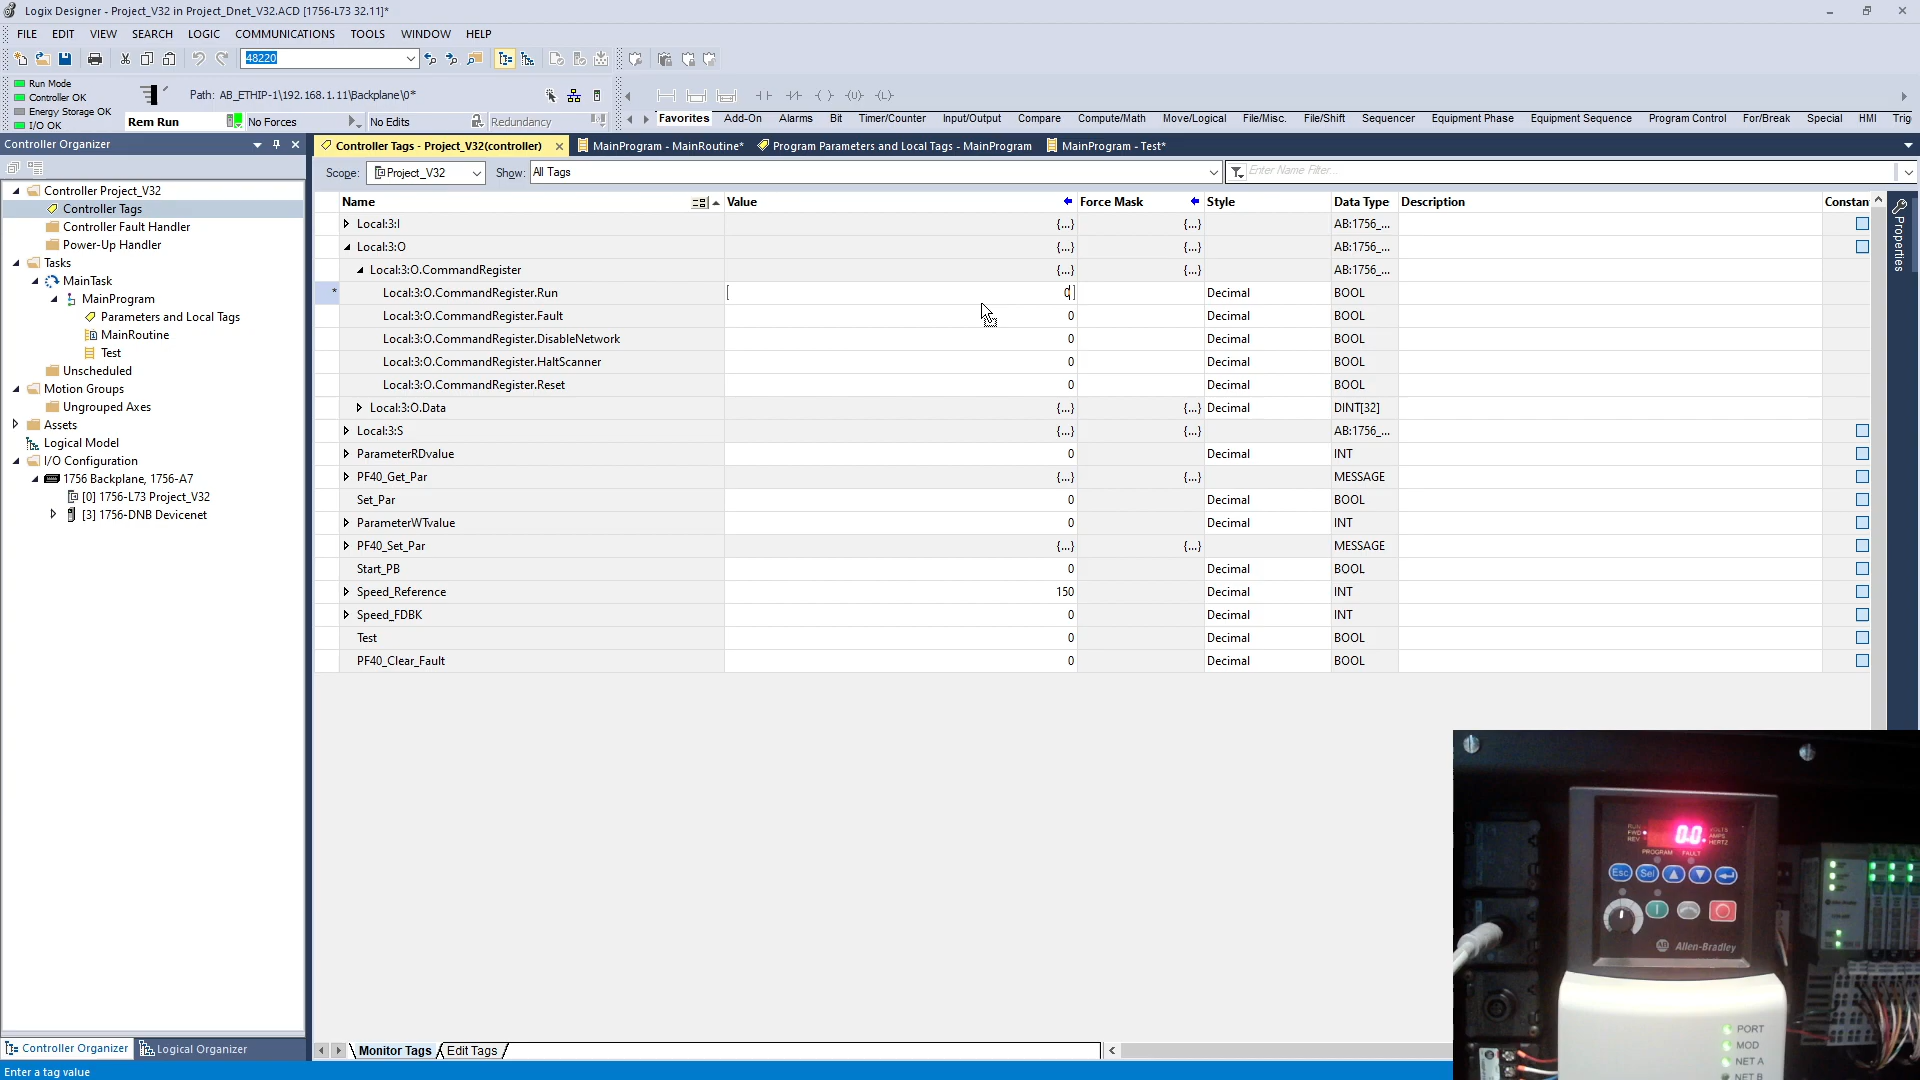 Logix Designer - Project_V32 in Project_Dnet_V32.ACD [1756-L73 32.11]*
FILE EDIT VIEW SEARCH LOGIC COMMUNICATIONS TOOLS WINDOW HELP
48220
Run Mode
Controller OK
Energy Storage OK
I/O OK
Path: AB_ETHIP-1\192.168.1.11\Backplane\0*
Rem Run No Forces No Edits Redundancy
Favorites Add-On Alarms Bit Timer/Counter Input/Output Compare Compute/Math Move/Logical File/Misc. File/Shift Sequencer Equipment Phase Equipment Sequence Program Control For/Break Special HMI Trig
Controller Organizer
Controller Project_V32
Controller Tags
Controller Fault Handler
Power-Up Handler
Tasks
MainTask
MainProgram
Parameters and Local Tags
MainRoutine
Test
Unscheduled
Motion Groups
Ungrouped Axes
Assets
Logical Model
I/O Configuration
1756 Backplane, 1756-A7
[0] 1756-L73 Project_V32
[3] 1756-DNB Devicenet
Controller Organizer Logical Organizer
Controller Tags - Project_V32(controller) MainProgram - MainRoutine* Program Parameters and Local Tags - MainProgram MainProgram - Test*
Scope: Project_V32 Show: All Tags Enter Name Filter...
Name Value Force Mask Style Data Type Description Constan
Local:3:I {...} {...} AB:1756_...
Local:3:O {...} {...} AB:1756_...
Local:3:O.CommandRegister {...} {...} AB:1756_...
* Local:3:O.CommandRegister.Run 0 Decimal BOOL
Local:3:O.CommandRegister.Fault 0 Decimal BOOL
Local:3:O.CommandRegister.DisableNetwork 0 Decimal BOOL
Local:3:O.CommandRegister.HaltScanner 0 Decimal BOOL
Local:3:O.CommandRegister.Reset 0 Decimal BOOL
Local:3:O.Data {...} {...} Decimal DINT[32]
Local:3:S {...} {...} AB:1756_...
ParameterRDvalue 0 Decimal INT
PF40_Get_Par {...} {...} MESSAGE
Set_Par 0 Decimal BOOL
ParameterWTvalue 0 Decimal INT
PF40_Set_Par {...} {...} MESSAGE
Start_PB 0 Decimal BOOL
Speed_Reference 150 Decimal INT
Speed_FDBK 0 Decimal INT
Test 0 Decimal BOOL
PF40_Clear_Fault 0 Decimal BOOL
Monitor Tags Edit Tags
Properties
Enter a tag value
RUN
FWD
REV
0.0
VOLTS
AMPS
HERTZ
PROGRAM FAULT
Esc Sel
AB Allen-Bradley
PORT
MOD
NET A
NET B